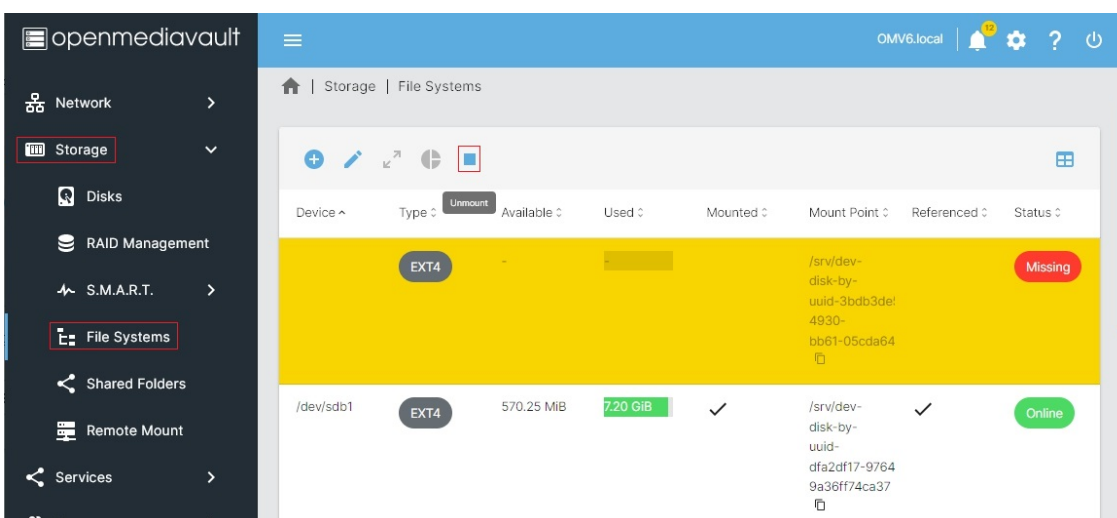 openmediavault
OMV6.local
12
?
Network
Storage
Disks
RAID Management
S.M.A.R.T.
File Systems
Shared Folders
Remote Mount
Services
| Storage | File Systems
Unmount
Device Type Available Used Mounted Mount Point Referenced Status
EXT4 - - /srv/dev- Missing
disk-by-
uuid-3bdb3de
4930-
bb61-05cda64
/dev/sdb1 EXT4 570.25 MiB 7.20 GiB /srv/dev- Online
disk-by-
uuid-
dfa2df17-9764
9a36ff74ca37